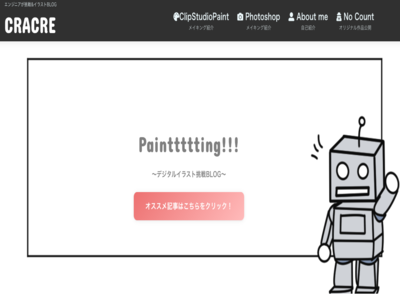 エンジニアが挑戦&イラストBLOG
CRACRE
ClipStudioPaint
メイキング紹介
Photoshop
メイキング紹介
About me
自己紹介
No Count
オリジナル作品公開
Painttttting!!!
〜デジタルイラスト挑戦BLOG〜
オススメ記事はこちらをクリック！